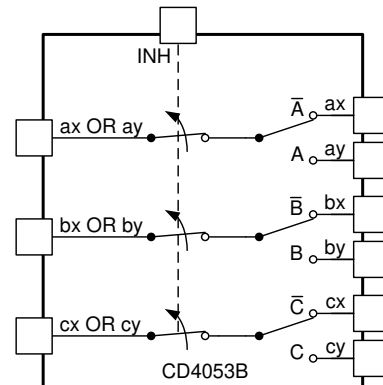 INH
A̅ ax
ax OR ay
A ay
B̅ bx
bx OR by
B by
C̅ cx
cx OR cy
C cy
CD4053B